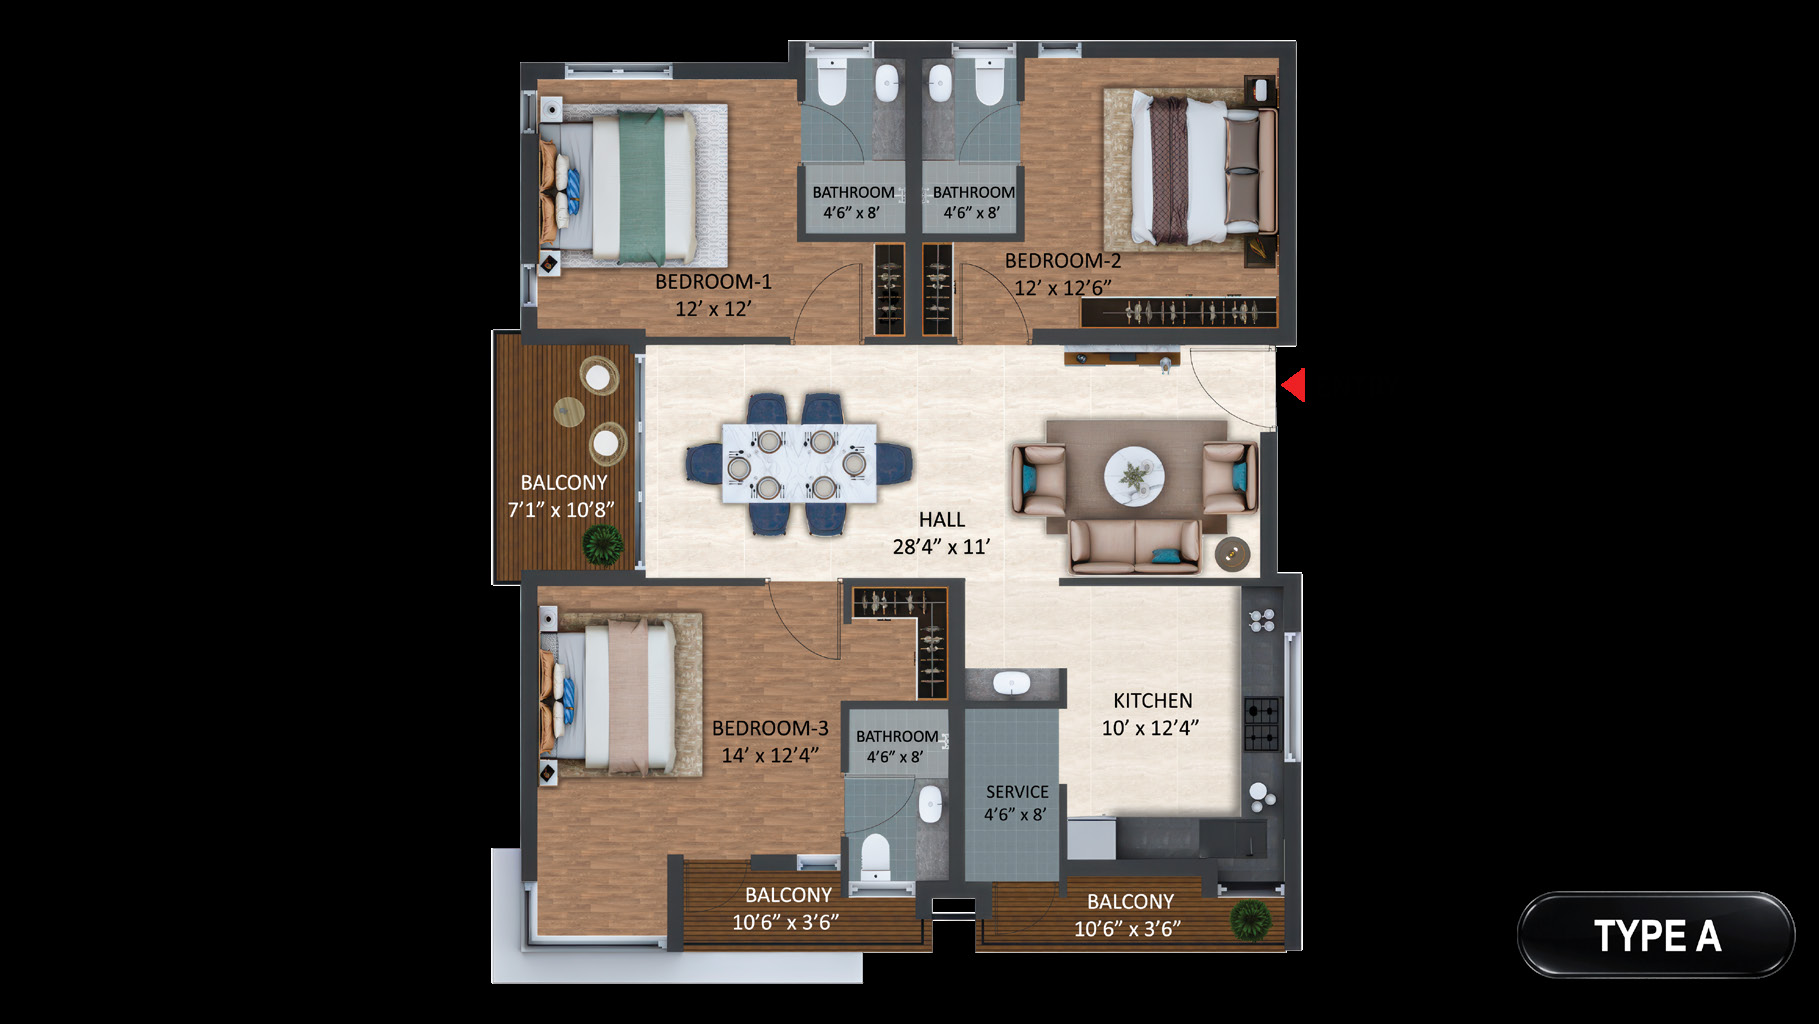 BATHROOM
4’6” x 8’
BATHROOM
4’6” x 8’
BEDROOM-1
12’ x 12’
BEDROOM-2
12’ x 12’6”
BALCONY
7’1” x 10’8”
HALL
28’4” x 11’
BEDROOM-3
14’ x 12’4”
BATHROOM
4’6” x 8’
KITCHEN
10’ x 12’4”
SERVICE
4’6” x 8’
BALCONY
10’6” x 3’6”
BALCONY
10’6” x 3’6”
TYPE A